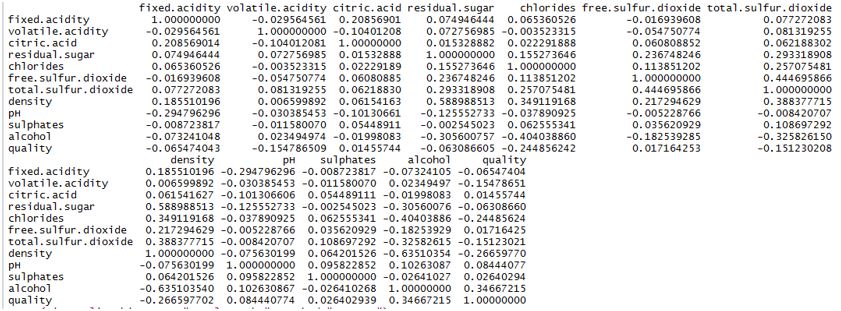 fixed.acidity volatile.acidity citric.acid residual.sugar chlorides free.sulfur.dioxide total.sulfur.dioxide
fixed.acidity 1.000000000 -0.029564561 0.20856901 0.074946444 0.065360526 -0.016939608 0.077272083
volatile.acidity -0.029564561 1.000000000 -0.10401208 0.072756985 -0.003523315 -0.054750774 0.081319255
citric.acid 0.208569014 -0.104012081 1.00000000 0.015328882 0.022291888 0.060808852 0.062188302
residual.sugar 0.074946444 0.072756985 0.01532888 1.000000000 0.155273646 0.236748246 0.293318908
chlorides 0.065360526 -0.003523315 0.02229189 0.155273646 1.000000000 0.113851202 0.257075481
free.sulfur.dioxide -0.016939608 -0.054750774 0.06080885 0.236748246 0.113851202 1.000000000 0.444695866
total.sulfur.dioxide 0.077272083 0.081319255 0.06218830 0.293318908 0.257075481 0.444695866 1.000000000
density 0.185510196 0.006599892 0.06154163 0.588988513 0.349119168 0.217294629 0.388377715
pH -0.294796296 -0.030385453 -0.10130661 -0.125552733 -0.037890925 -0.005228766 -0.008420707
sulphates -0.008723817 -0.011580070 0.05448911 -0.002545023 0.062555341 0.035620929 0.108697292
alcohol -0.073241048 0.023494974 -0.01998083 -0.305600757 -0.404038860 -0.182539285 -0.325826150
quality -0.065474043 -0.154786509 0.01455744 -0.063086605 -0.244856242 0.017164253 -0.151230208
density pH sulphates alcohol quality
fixed.acidity 0.185510196 -0.294796296 -0.008723817 -0.07324105 -0.06547404
volatile.acidity 0.006599892 -0.030385453 -0.011580070 0.02349497 -0.15478651
citric.acid 0.061541627 -0.101306606 0.054489111 -0.01998083 0.01455744
residual.sugar 0.588988513 -0.125552733 -0.002545023 -0.30560076 -0.06308660
chlorides 0.349119168 -0.037890925 0.062555341 -0.40403886 -0.24485624
free.sulfur.dioxide 0.217294629 -0.005228766 0.035620929 -0.18253929 0.01716425
total.sulfur.dioxide 0.388377715 -0.008420707 0.108697292 -0.32582615 -0.15123021
density 1.000000000 -0.075630199 0.064201526 -0.63510354 -0.26659770
pH -0.075630199 1.000000000 0.095822852 0.10263087 0.08444077
sulphates 0.064201526 0.095822852 1.000000000 -0.02641027 0.02640294
alcohol -0.635103540 0.102630867 -0.026410268 1.00000000 0.34667215
quality -0.266597702 0.084440774 0.026402939 0.34667215 1.00000000